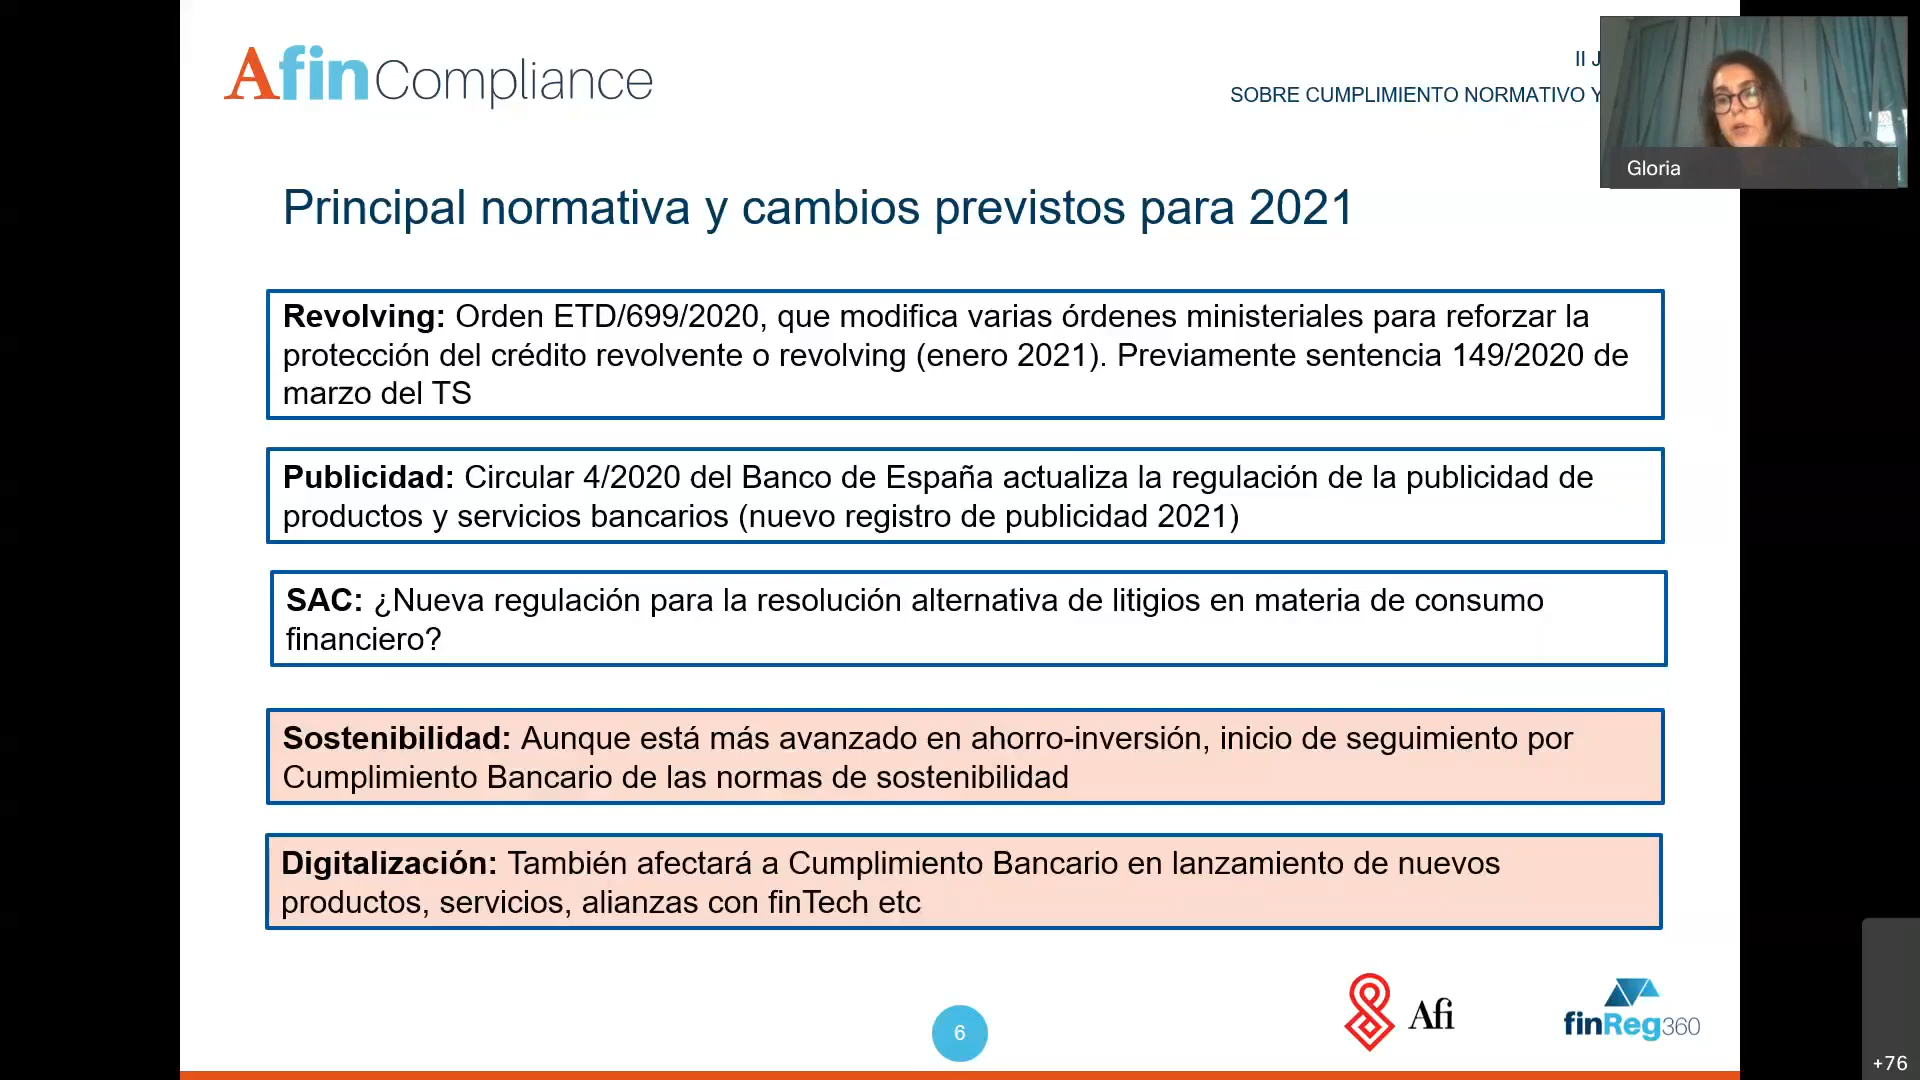 Afin Compliance
II J
SOBRE CUMPLIMIENTO NORMATIVO Y
Gloria
Principal normativa y cambios previstos para 2021
Revolving: Orden ETD/699/2020, que modifica varias órdenes ministeriales para reforzar la
protección del crédito revolvente o revolving (enero 2021). Previamente sentencia 149/2020 de
marzo del TS
Publicidad: Circular 4/2020 del Banco de España actualiza la regulación de la publicidad de
productos y servicios bancarios (nuevo registro de publicidad 2021)
SAC: ¿Nueva regulación para la resolución alternativa de litigios en materia de consumo
financiero?
Sostenibilidad: Aunque está más avanzado en ahorro-inversión, inicio de seguimiento por
Cumplimiento Bancario de las normas de sostenibilidad
Digitalización: También afectará a Cumplimiento Bancario en lanzamiento de nuevos
productos, servicios, alianzas con finTech etc
6
Afi
finReg360
+76